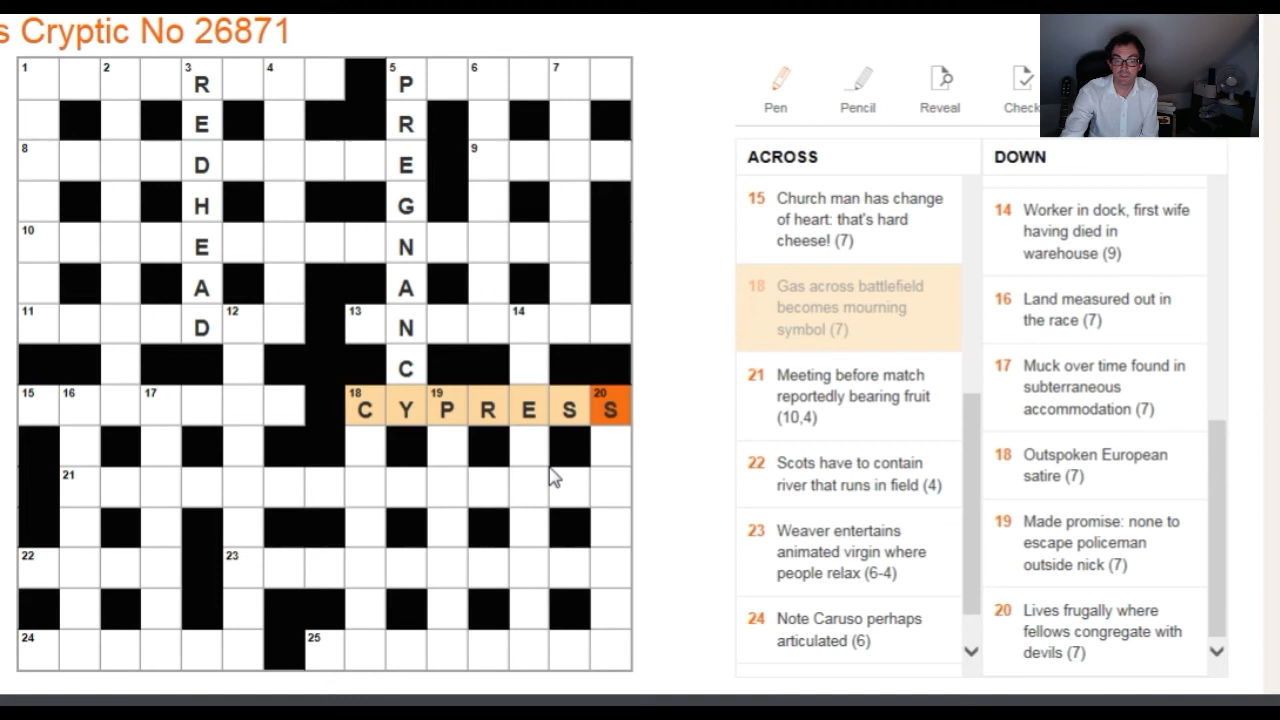 s Cryptic No 26871
1 2 3 R 4 5 P 6 7
E R
8 D E 9
H G
10 E N
A A
11 D 12 13 N 14
C
15 16 17 18 C Y 19 P R E S 20 S
21
22 23
24 25
Pen Pencil Reveal Check
ACROSS
15 Church man has change
of heart: that's hard
cheese! (7)
18 Gas across battlefield
becomes mourning
symbol (7)
21 Meeting before match
reportedly bearing fruit
(10,4)
22 Scots have to contain
river that runs in field (4)
23 Weaver entertains
animated virgin where
people relax (6-4)
24 Note Caruso perhaps
articulated (6)
DOWN
14 Worker in dock, first wife
having died in
warehouse (9)
16 Land measured out in
the race (7)
17 Muck over time found in
subterraneous
accommodation (7)
18 Outspoken European
satire (7)
19 Made promise: none to
escape policeman
outside nick (7)
20 Lives frugally where
fellows congregate with
devils (7)